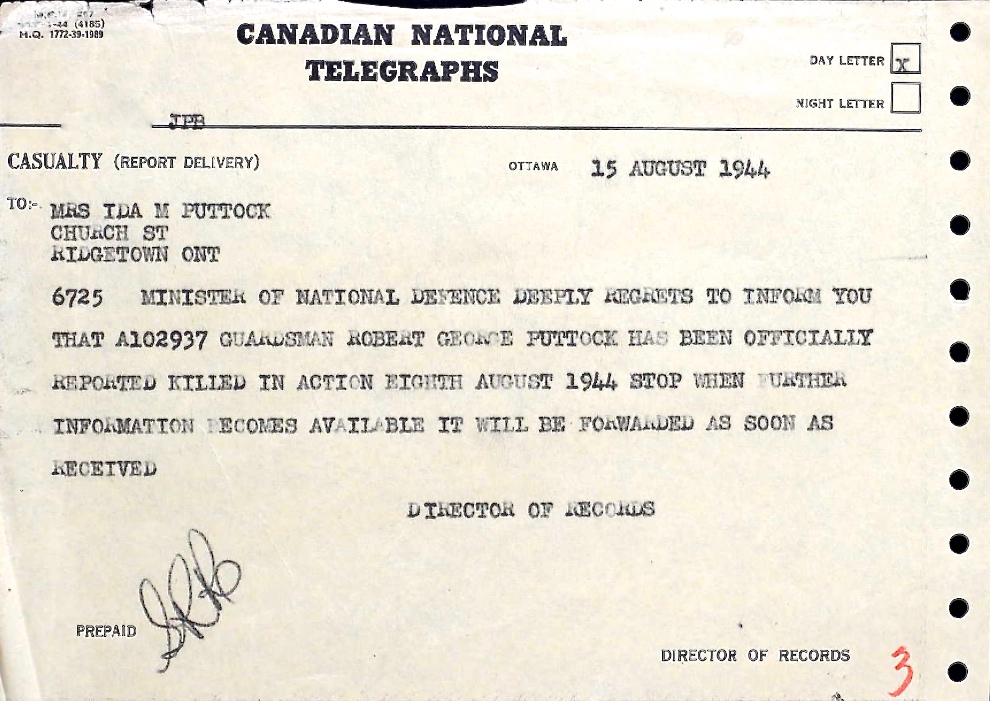 (4185)
H.Q. 1772-39-1989
CANADIAN NATIONAL
TELEGRAPHS
DAY LETTER X
NIGHT LETTER
JPB
CASUALTY (REPORT DELIVERY)
OTTAWA 15 AUGUST 1944
TO:- MRS IDA M PUTTOCK
CHURCH ST
RIDGETOWN ONT
6725 MINISTER OF NATIONAL DEFENCE DEEPLY REGRETS TO INFORM YOU
THAT A102937 GUARDSMAN ROBERT GEORGE PUTTOCK HAS BEEN OFFICIALLY
REPORTED KILLED IN ACTION EIGHTH AUGUST 1944 STOP WHEN FURTHER
INFORMATION BECOMES AVAILABLE IT WILL BE FORWARDED AS SOON AS
RECEIVED
DIRECTOR OF RECORDS
PREPAID
DIRECTOR OF RECORDS
3